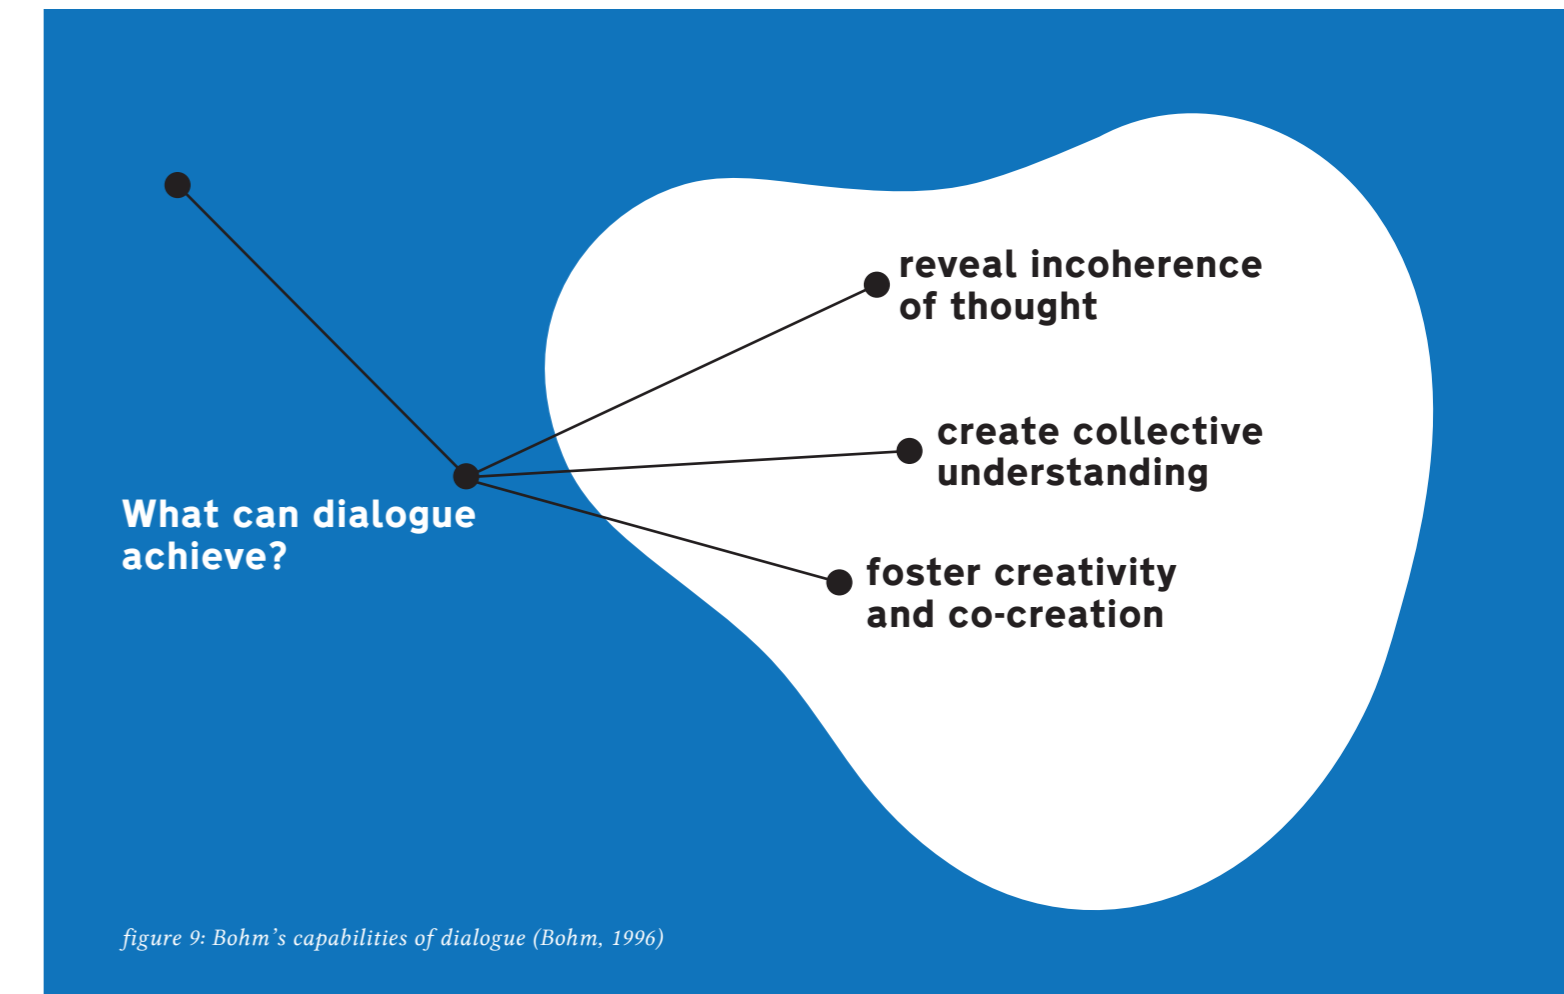 What can dialogue
achieve?
reveal incoherence
of thought
create collective
understanding
foster creativity
and co-creation
figure 9: Bohm’s capabilities of dialogue (Bohm, 1996)